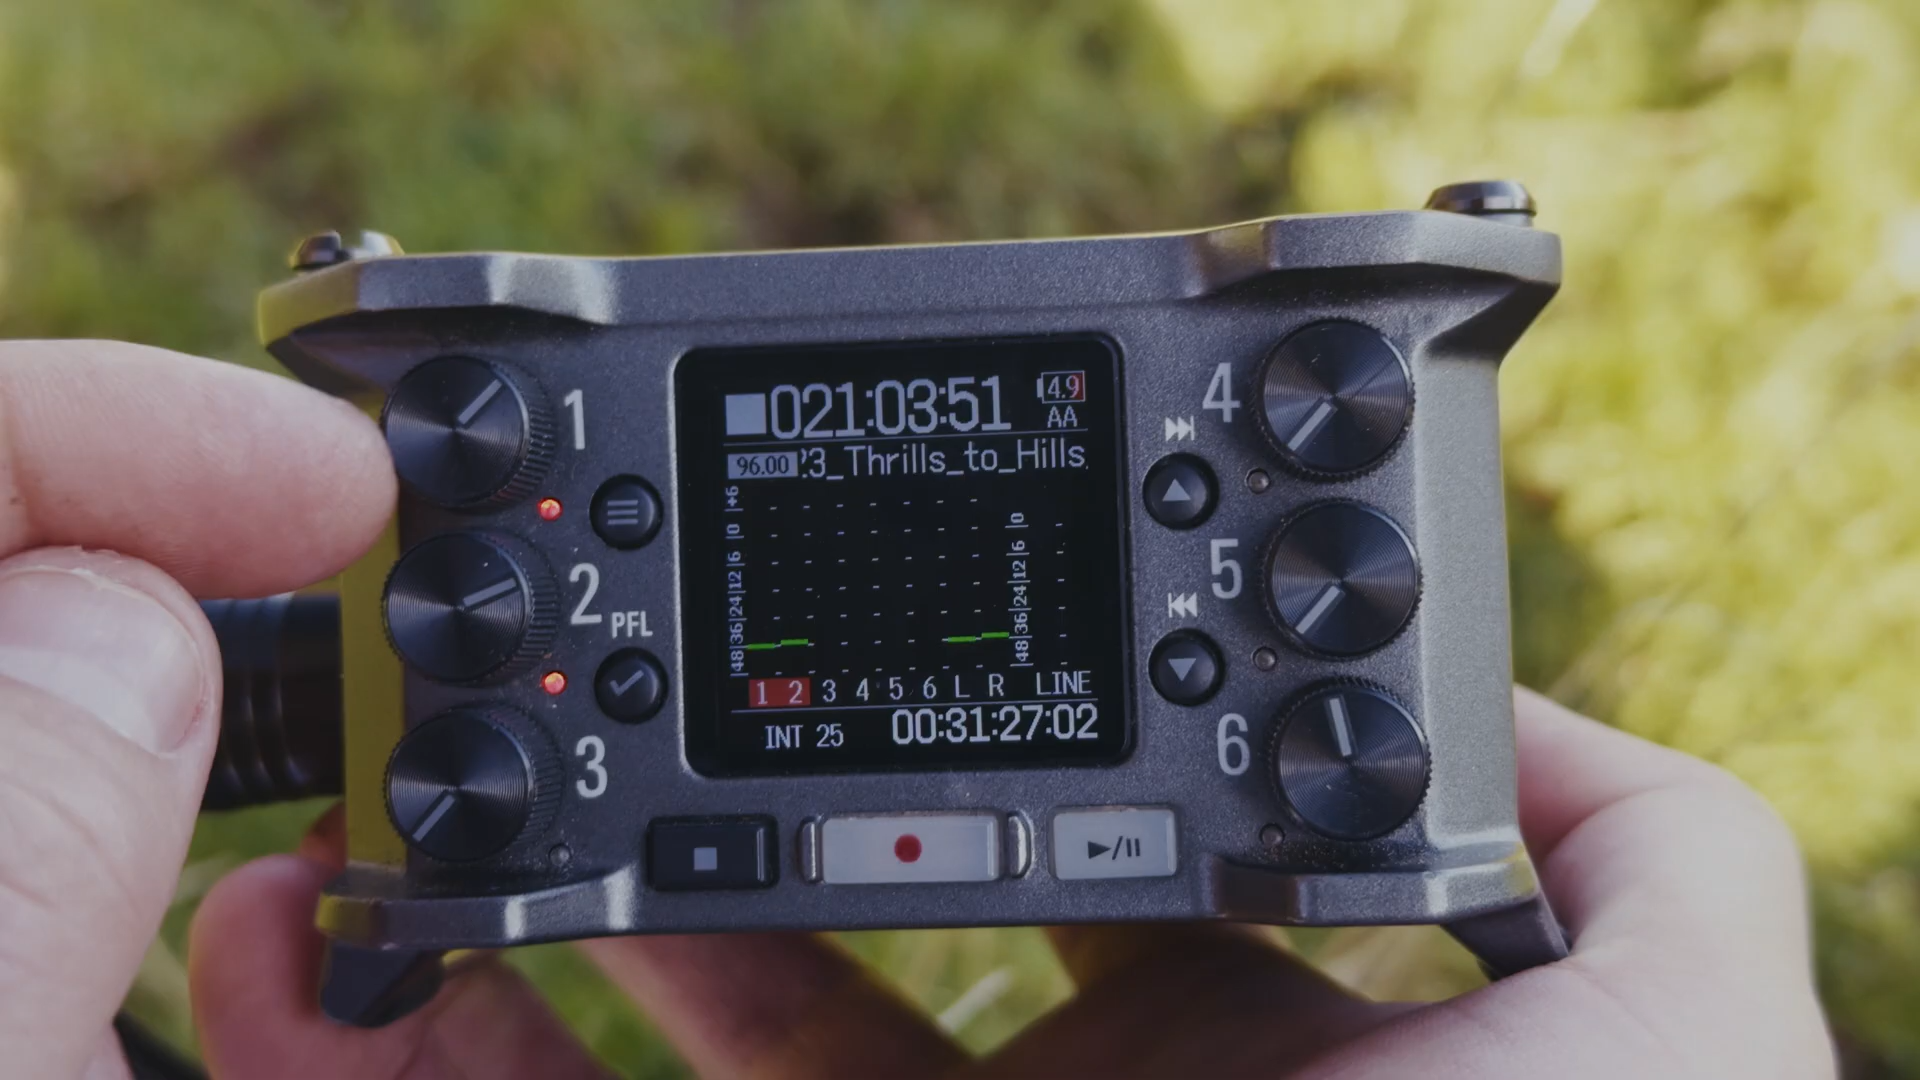 021:03:51 4.9
AA
96.00 3_Thrills_to_Hills.
+6 0 6 12 24 36 48
0 6 12 24 36 48
1 2 3 4 5 6 L R LINE
INT 25 00:31:27:02
1
2
PFL
3
4
5
6